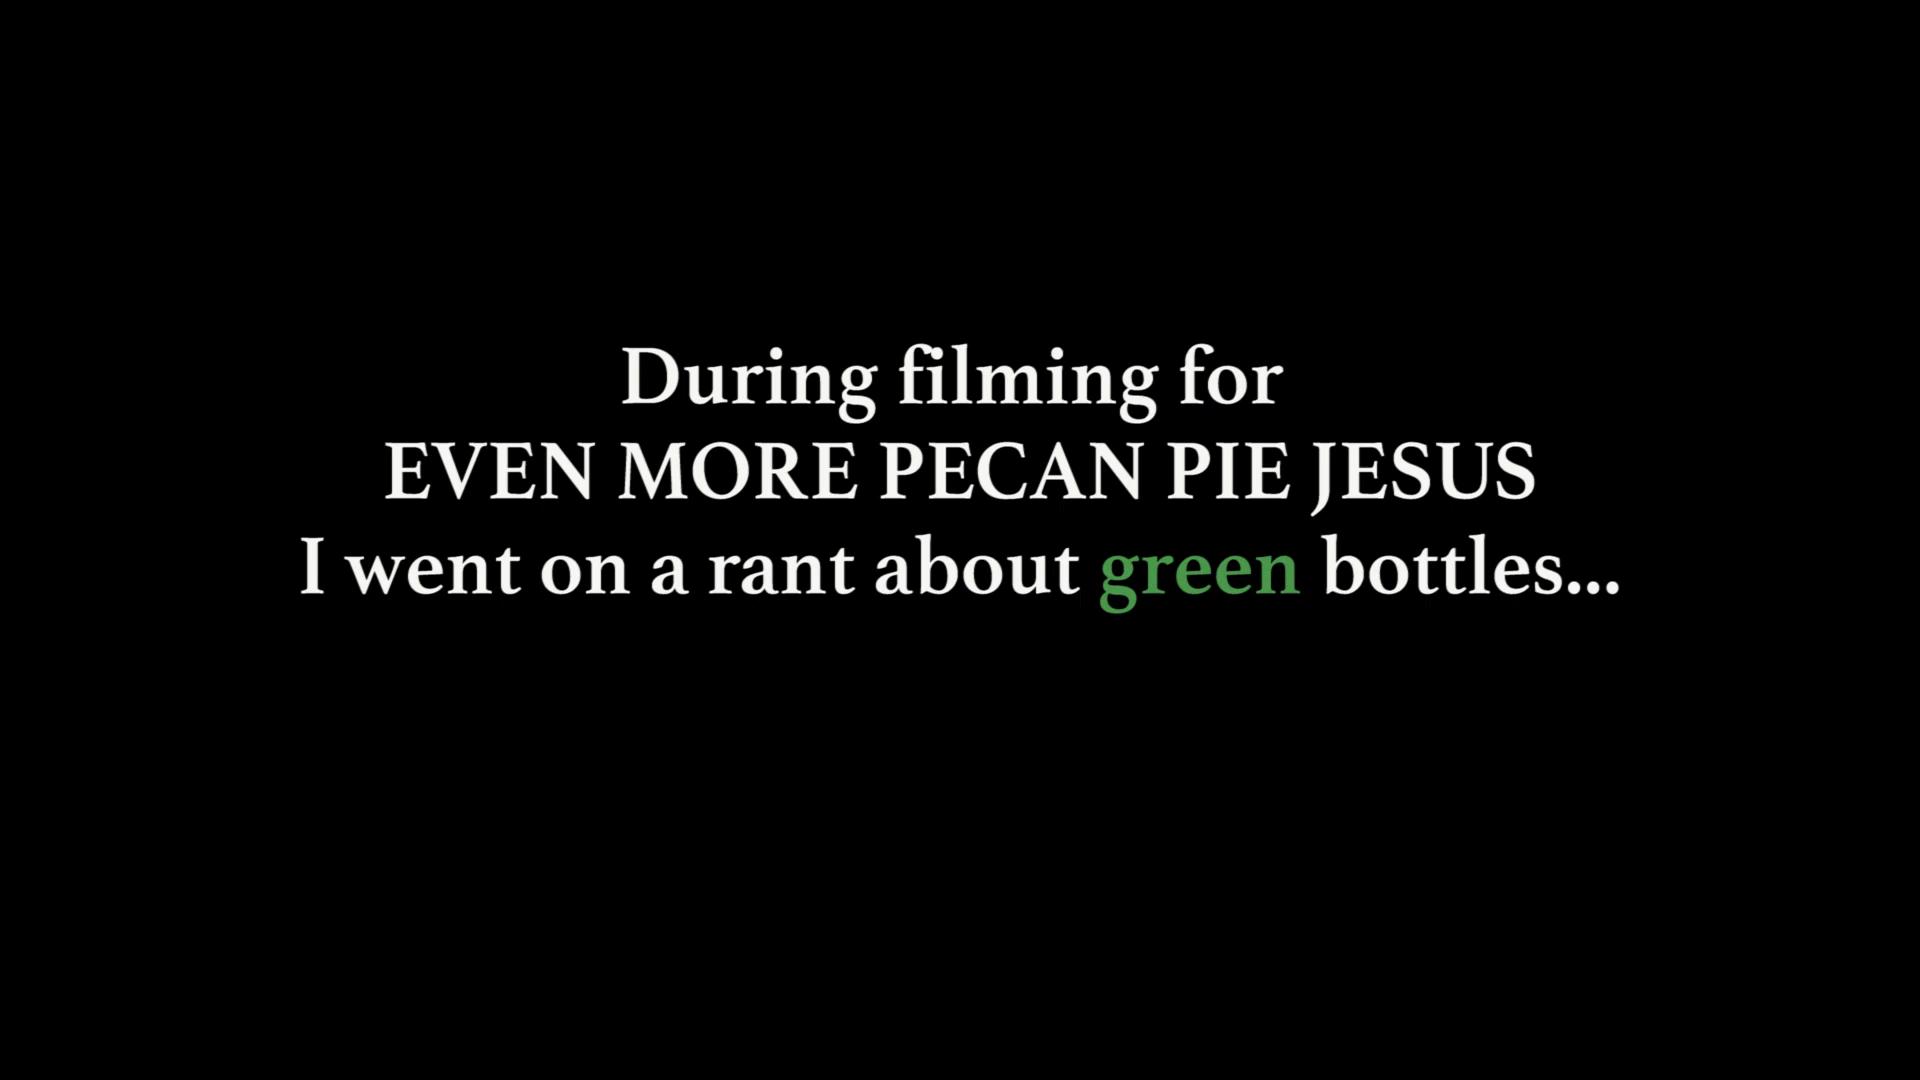 During filming for
EVEN MORE PECAN PIE JESUS
I went on a rant about green bottles...